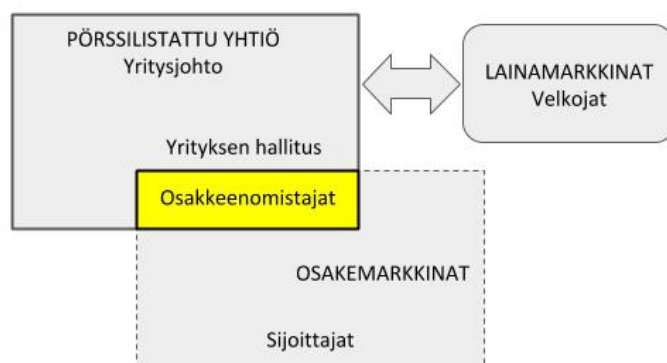 PÖRSSILISTATTU YHTIÖ
Yritysjohto
LAINAMARKKINAT
Velkojat
Yrityksen hallitus
Osakkeenomistajat
OSAKEMARKKINAT
Sijoittajat